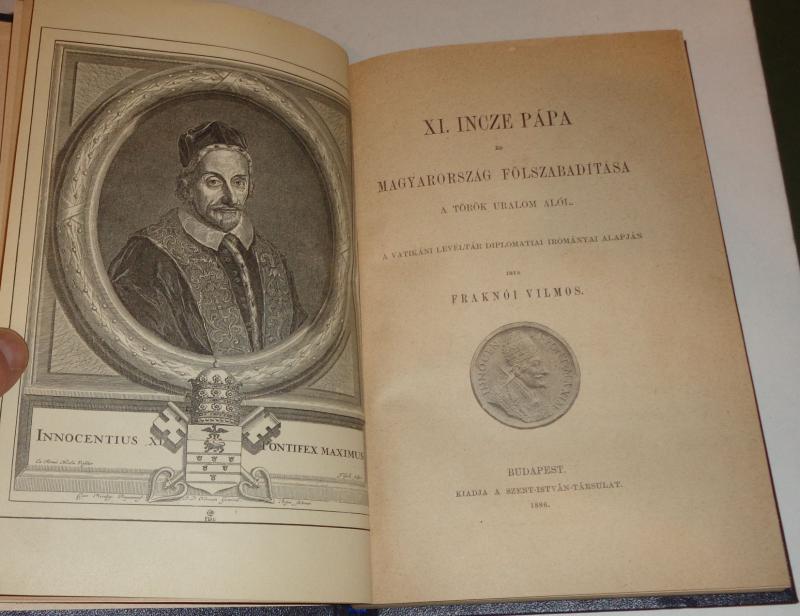 INNOCENTIUS XI
PONTIFEX MAXIMUS
XI. INCZE PÁPA
ÉS
MAGYARORSZÁG FÖLSZABADÍTÁSA
A TÖRÖK URALOM ALÓL.
A VATIKÁNI LEVÉLTÁR DIPLOMATIAI IROMÁNYAI ALAPJÁN
IRTA
FRAKNÓI VILMOS.
BUDAPEST.
KIADJA A SZENT-ISTVÁN-TÁRSULAT.
1886.